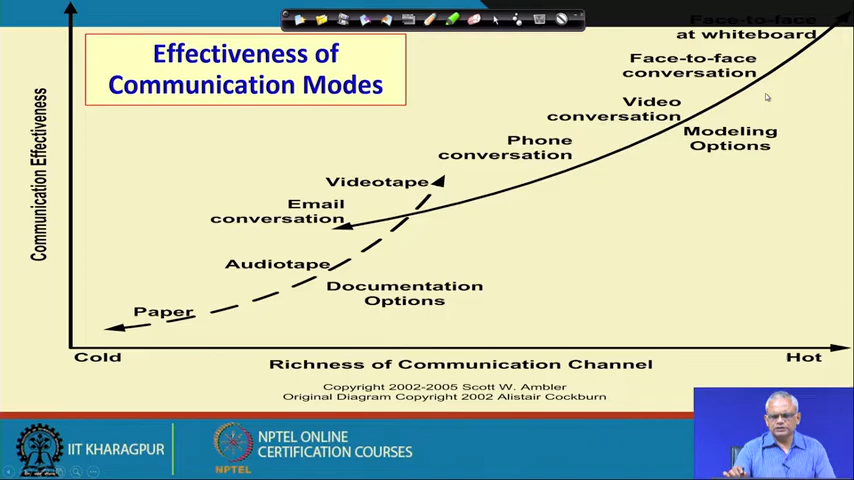 Effectiveness of
Communication Modes
Communication Effectiveness
Face-to-face
at whiteboard
Face-to-face
conversation
Video
conversation
Modeling
Options
Phone
conversation
Videotape
Email
conversation
Audiotape
Documentation
Options
Paper
Cold
Richness of Communication Channel
Hot
Copyright 2002-2005 Scott W. Ambler
Original Diagram Copyright 2002 Alistair Cockburn
IIT KHARAGPUR
NPTEL
NPTEL ONLINE
CERTIFICATION COURSES